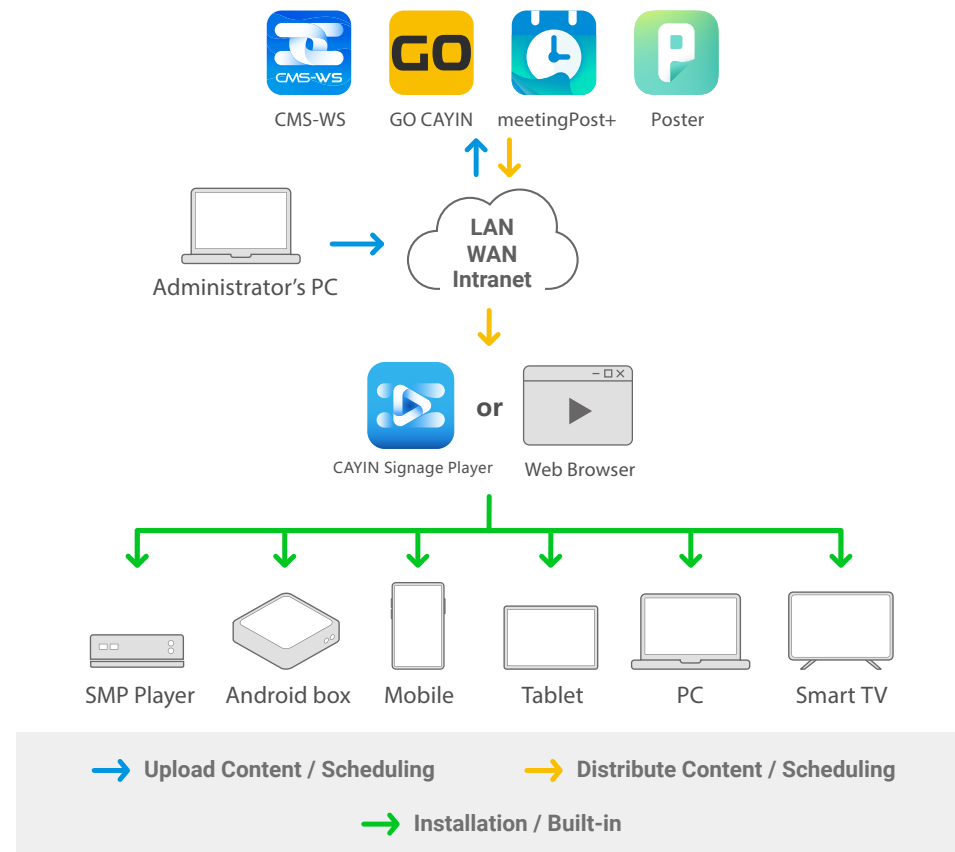 CMS-WS
GO
P
CMS-WS
GO CAYIN
meetingPost+
Poster
LAN
WAN
Intranet
Administrator's PC
or
CAYIN Signage Player
Web Browser
SMP Player
Android box
Mobile
Tablet
PC
Smart TV
Upload Content / Scheduling
Distribute Content / Scheduling
Installation / Built-in